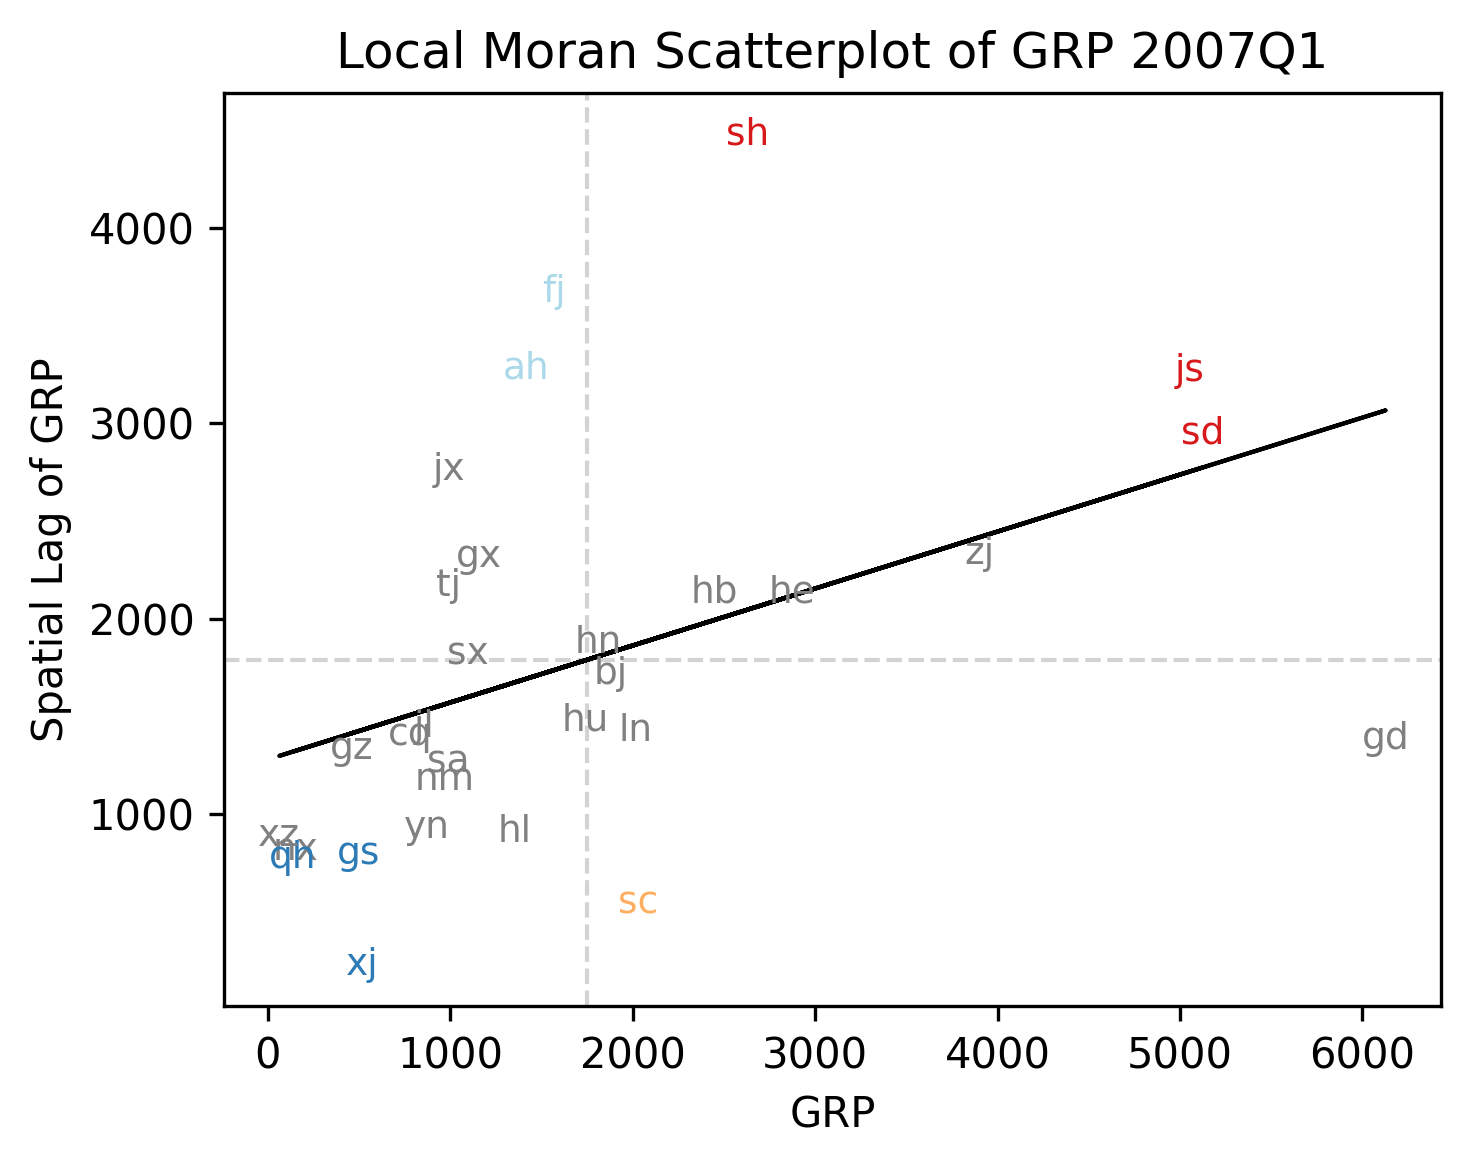 Local Moran Scatterplot of GRP 2007Q1
sh
4000
fj
ah
js
3000
sd
jx
gx
zj
tj
hb
he
2000
hn
sx
bj
Spatial Lag of GRP
hu
ln
jl
cq
gd
gz
sa
nm
1000
yn
hl
xz
nx
qh
gs
sc
xj
0
1000
2000
3000
4000
5000
6000
GRP